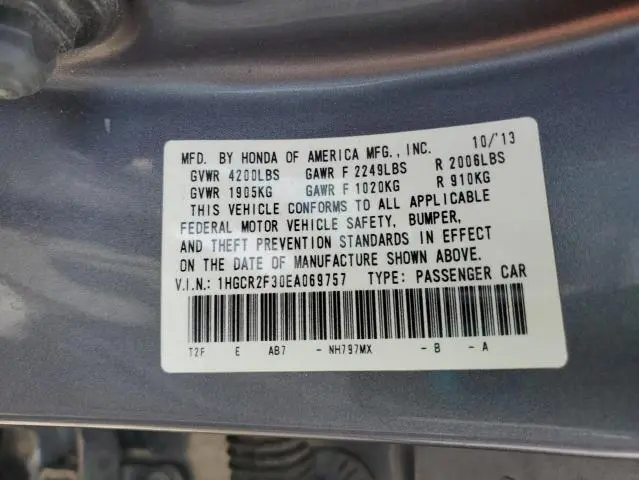 MFD. BY HONDA OF AMERICA MFG., INC. 10/'13
GVWR 4200LBS GAWR F 2249LBS R 2006LBS
GVWR 1905KG GAWR F 1020KG R 910KG
THIS VEHICLE CONFORMS TO ALL APPLICABLE
FEDERAL MOTOR VEHICLE SAFETY, BUMPER,
AND THEFT PREVENTION STANDARDS IN EFFECT
ON THE DATE OF MANUFACTURE SHOWN ABOVE.
V.I.N.: 1HGCR2F30EA069757 TYPE: PASSENGER CAR
T2F E AB7 - NH797MX - B - A